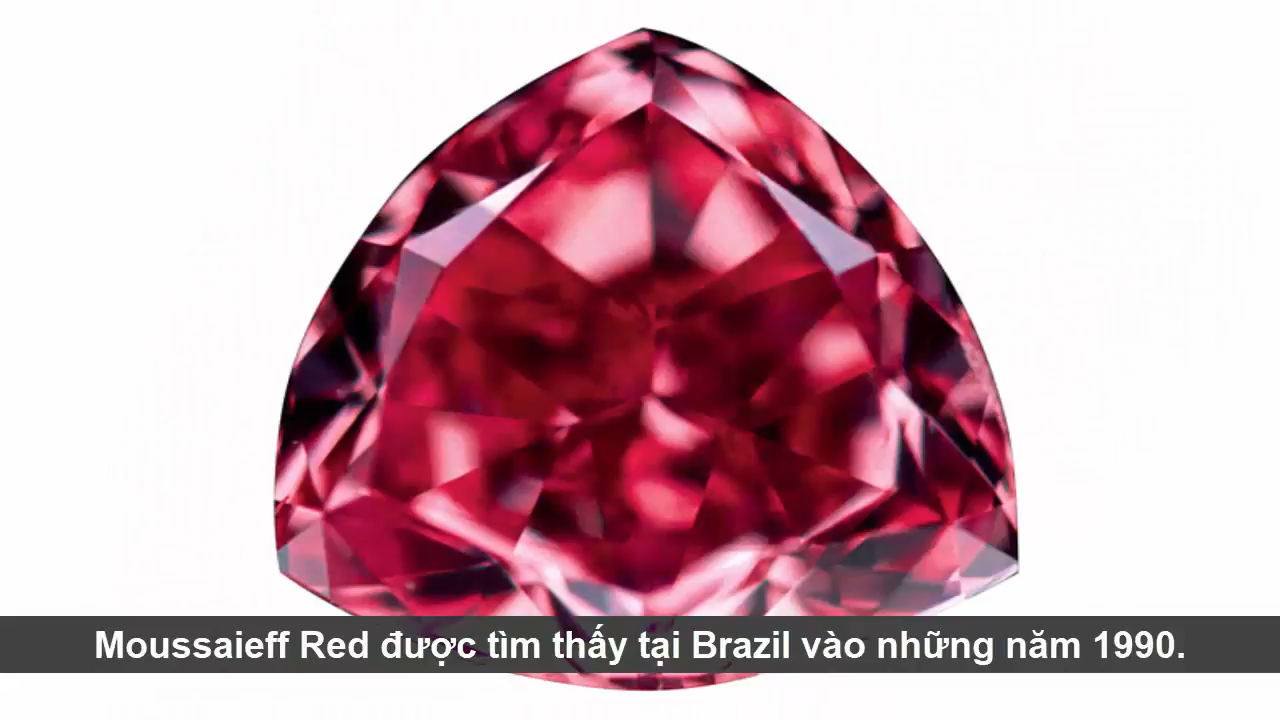 Moussaieff Red được tìm thấy tại Brazil vào những năm 1990.